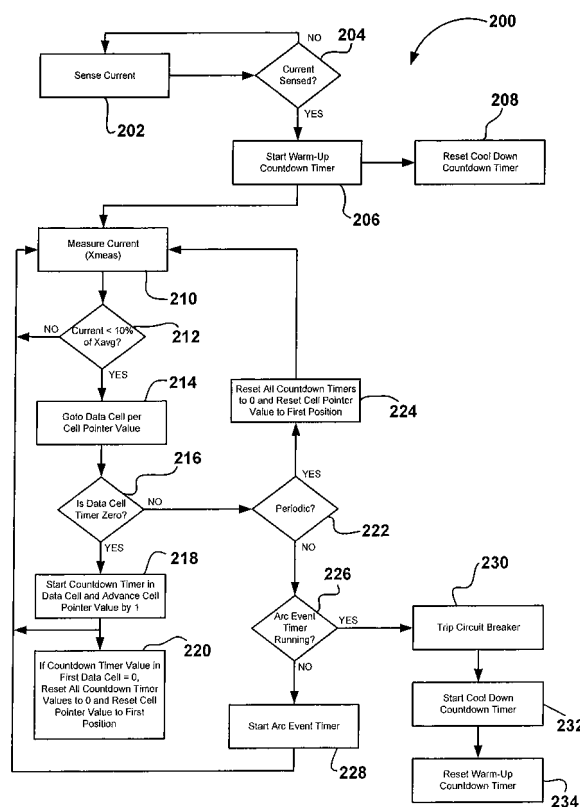 NO
204
200
Sense Current
Current
Sensed?
202
YES
208
Start Warm-Up
Countdown Timer
Reset Cool Down
Countdown Timer
206
Measure Current
(Xmeas)
210
NO
Current < 10%
of Xavg?
212
YES
214
Goto Data Cell per
Cell Pointer Value
Reset All Countdown Timers
to 0 and Reset Cell Pointer
Value to First Position
224
216
YES
Is Data Cell
Timer Zero?
NO
Periodic?
222
YES
218
NO
Start Countdown Timer in
Data Cell and Advance Cell
Pointer Value by 1
226
230
Arc Event
Timer
Running?
YES
Trip Circuit Breaker
220
NO
If Countdown Timer Value in
First Data Cell = 0,
Reset All Countdown Timer
Values to 0 and Reset Cell
Pointer Value to First
Position
Start Cool Down
Countdown Timer
232
Start Arc Event Timer
228
Reset Warm-Up
Countdown Timer
234